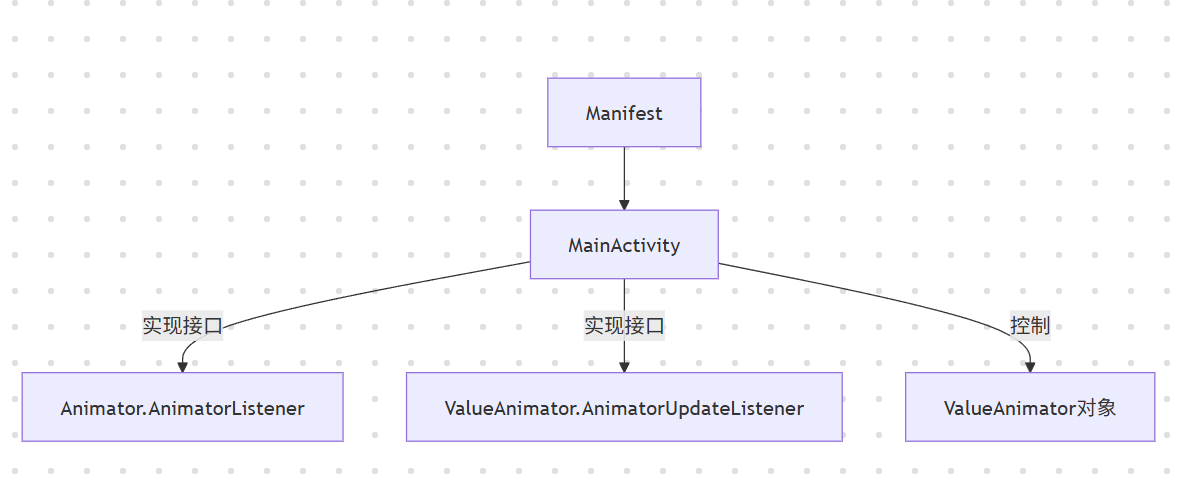 Manifest
MainActivity
实现接口
实现接口
控制
Animator.AnimatorListener
ValueAnimator.AnimatorUpdateListener
ValueAnimator对象